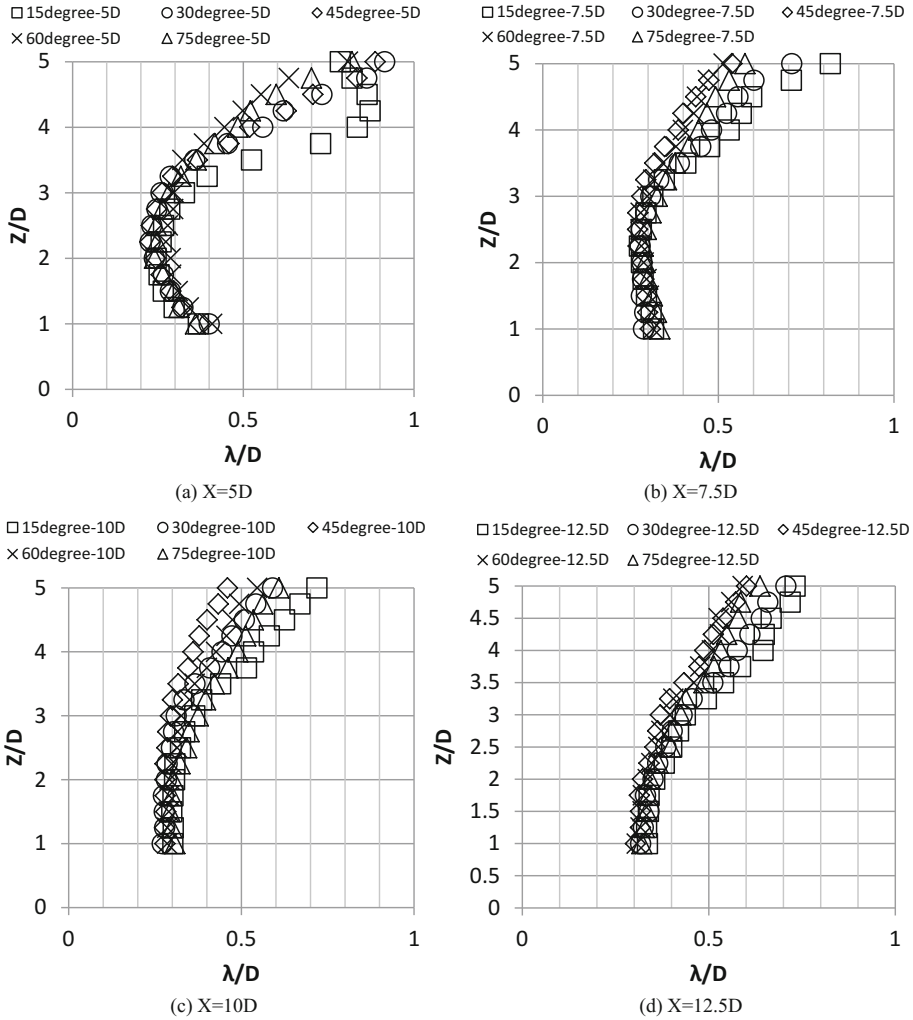 15degree-5D 30degree-5D 45degree-5D
60degree-5D 75degree-5D
5
4
3
2
1
0
Z/D
0 0.5 1
λ/D
(a) X=5D
15degree-7.5D 30degree-7.5D 45degree-7.5D
60degree-7.5D 75degree-7.5D
5
4
3
2
1
0
Z/D
0 0.5 1
λ/D
(b) X=7.5D
15degree-10D 30degree-10D 45degree-10D
60degree-10D 75degree-10D
5
4
3
2
1
0
Z/D
0 0.5 1
λ/D
(c) X=10D
15degree-12.5D 30degree-12.5D 45degree-12.5D
60degree-12.5D 75degree-12.5D
5
4.5
4
3.5
3
2.5
2
1.5
1
0.5
0
Z/D
0 0.5 1
λ/D
(d) X=12.5D